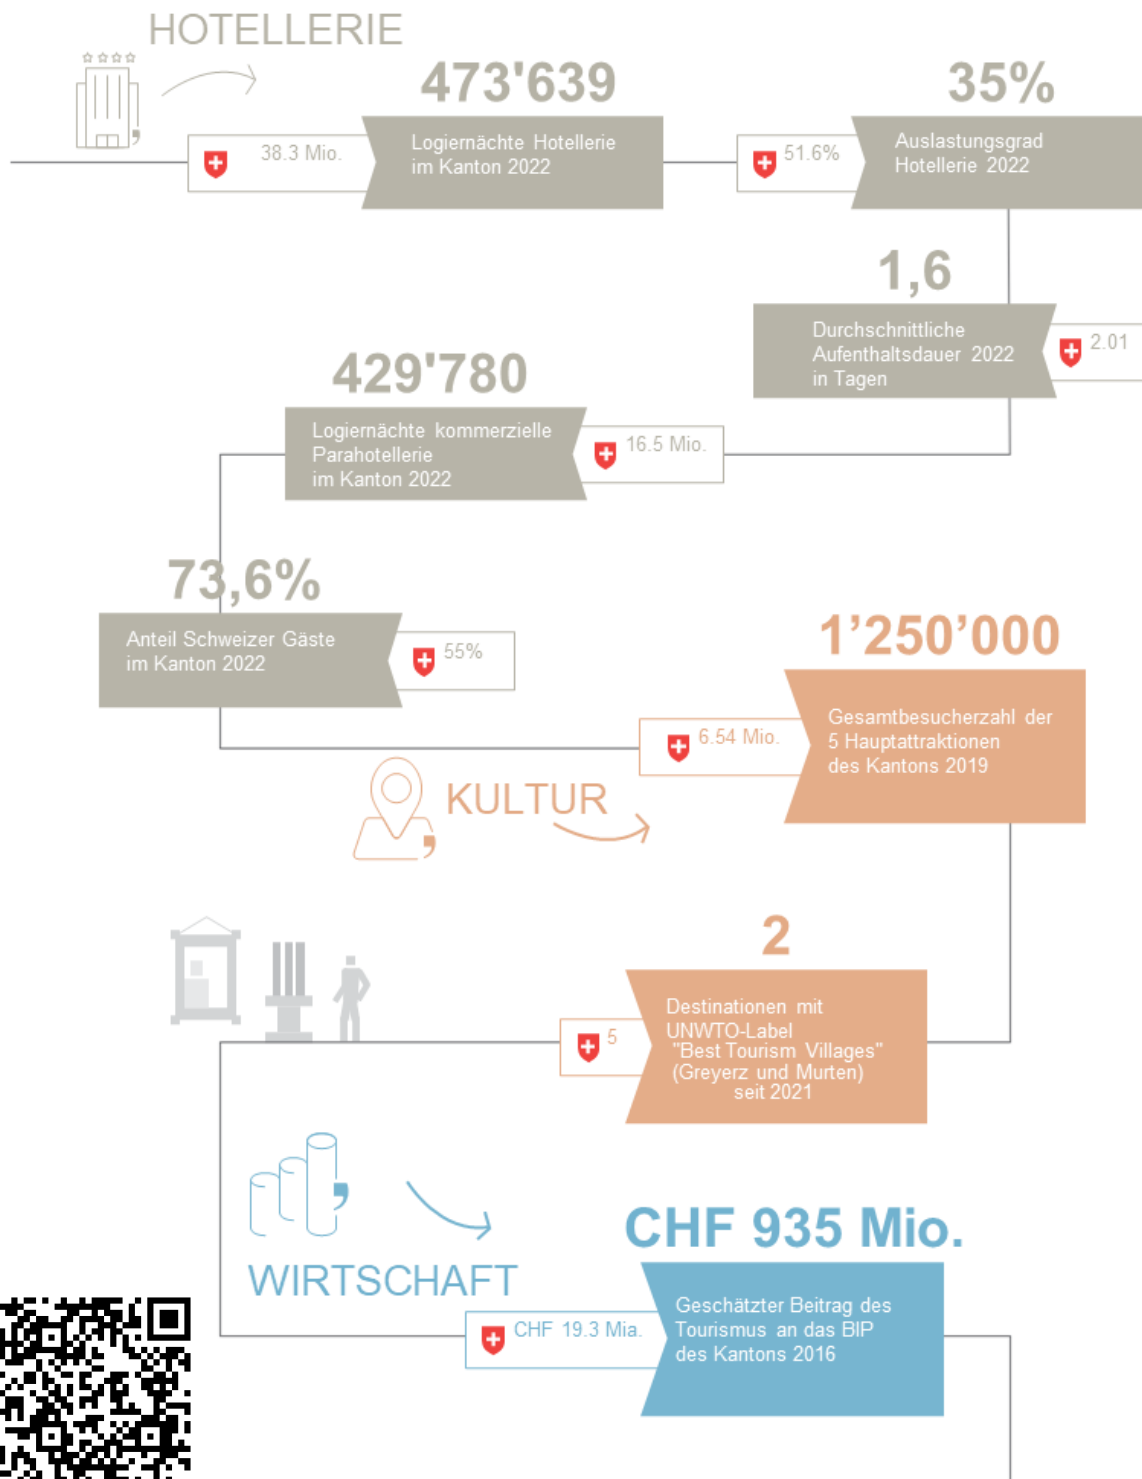 HOTELLERIE
473'639
38.3 Mio.
Logiernächte Hotellerie
im Kanton 2022
35%
51.6%
Auslastungsgrad
Hotellerie 2022
1,6
Durchschnittliche
Aufenthaltsdauer 2022
in Tagen
2.01
429'780
Logiernächte kommerzielle
Parahotellerie
im Kanton 2022
16.5 Mio.
73,6%
Anteil Schweizer Gäste
im Kanton 2022
55%
1’250’000
6.54 Mio.
Gesamtbesucherzahl der
5 Hauptattraktionen
des Kantons 2019
KULTUR
2
5
Destinationen mit
UNWTO-Label
"Best Tourism Villages"
(Greyerz und Murten)
seit 2021
WIRTSCHAFT
CHF 935 Mio.
CHF 19.3 Mia.
Geschätzter Beitrag des
Tourismus an das BIP
des Kantons 2016